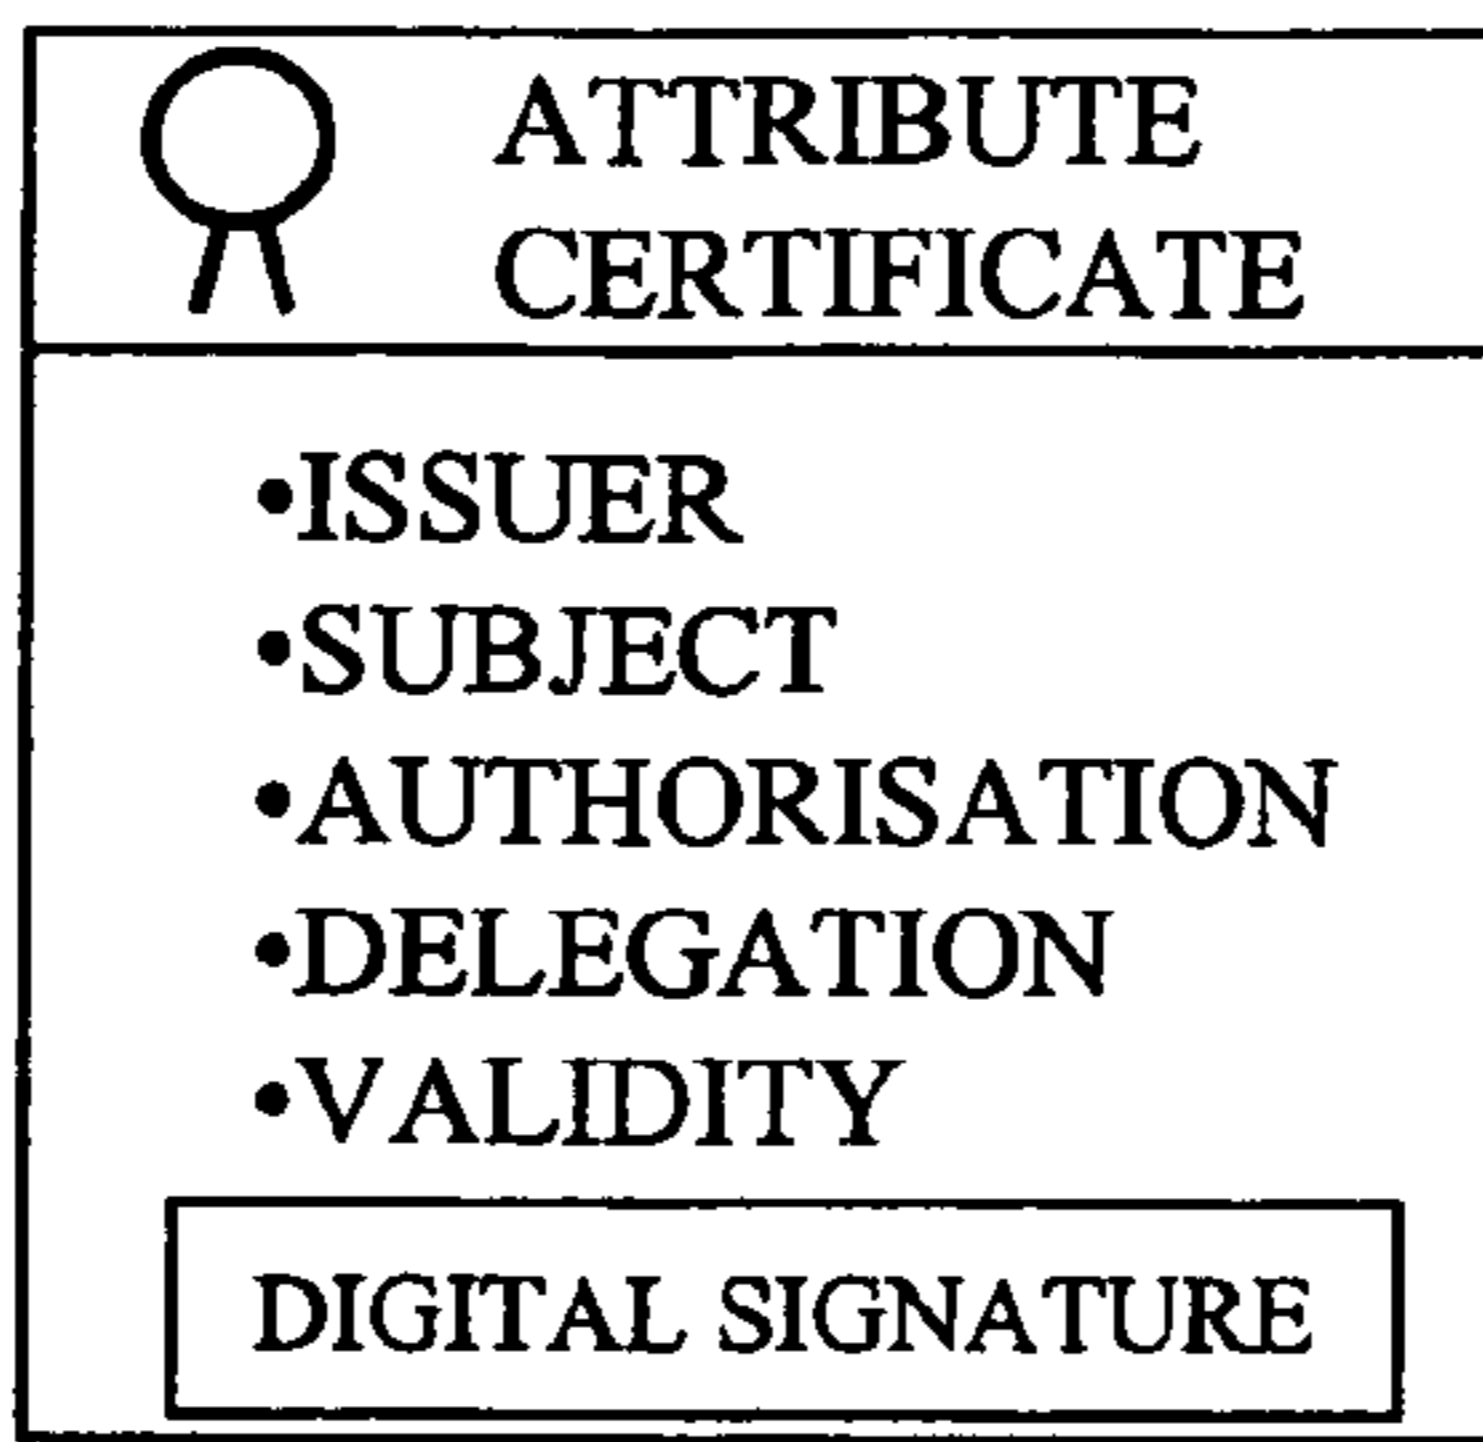 ATTRIBUTE
CERTIFICATE
•ISSUER
•SUBJECT
•AUTHORISATION
•DELEGATION
•VALIDITY
DIGITAL SIGNATURE